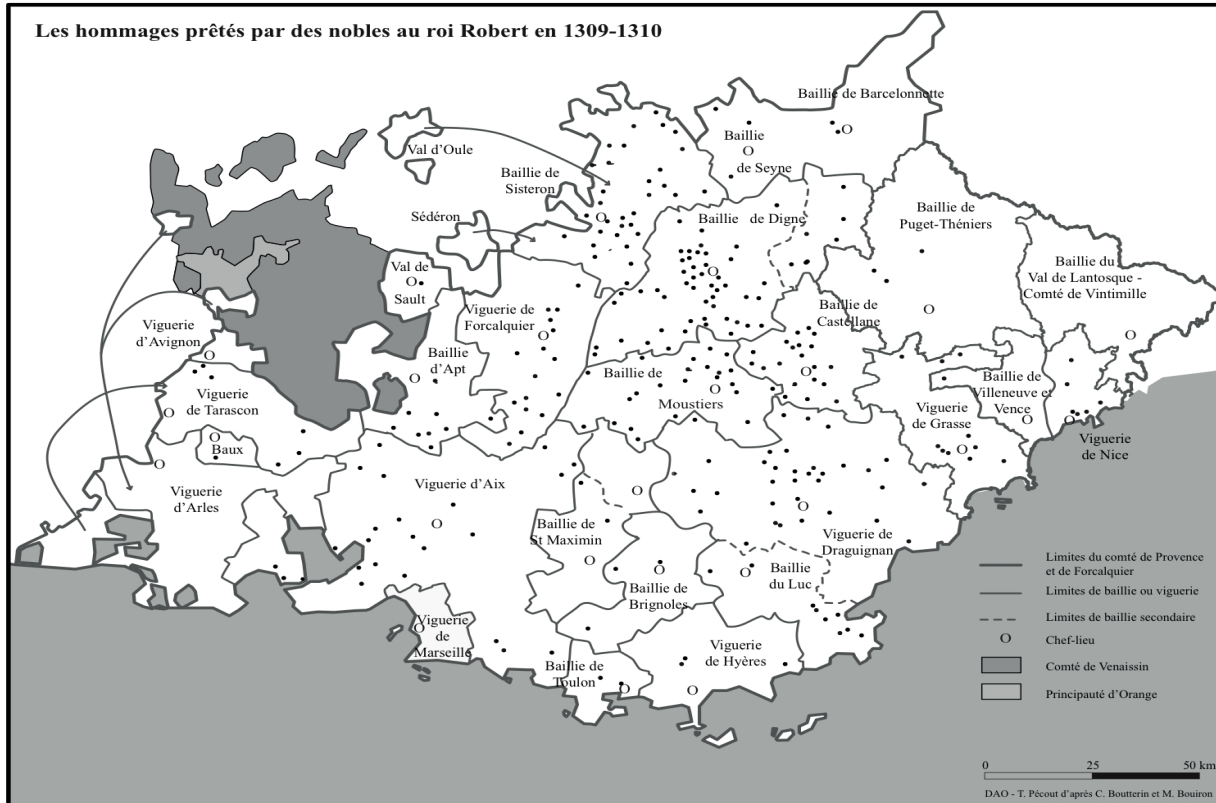 Les hommages prêtés par des nobles au roi Robert en 1309-1310
Baillie de Barcelonnette
Baillie
de Seyne
Val d'Oule
Baillie de
Sisteron
Sédéron
Baillie de Digne
Baillie de
Puget-Théniers
Baillie du
Val de Lantosque -
Comté de Vintimille
Val de
Sault
Viguerie de
Forcalquier
Baillie de
Castellane
Viguerie
d'Avignon
Baillie
d'Apt
Baillie de
Moustiers
Baillie de
Villeneuve et
Vence
Viguerie
de Tarascon
Viguerie
de Grasse
Baux
Viguerie
de Nice
Viguerie
d'Arles
Viguerie d'Aix
Baillie de
St Maximin
Viguerie de
Draguignan
Baillie
du Luc
Baillie de
Brignoles
Viguerie
de
Marseille
Viguerie
de Hyères
Baillie de
Toulon
Limites du comté de Provence
et de Forcalquier
Limites de baillie ou viguerie
Limites de baillie secondaire
Chef-lieu
Comté de Venaissin
Principauté d'Orange
0 25 50 km
DAO - T. Pécout d'après C. Boutterin et M. Bouiron